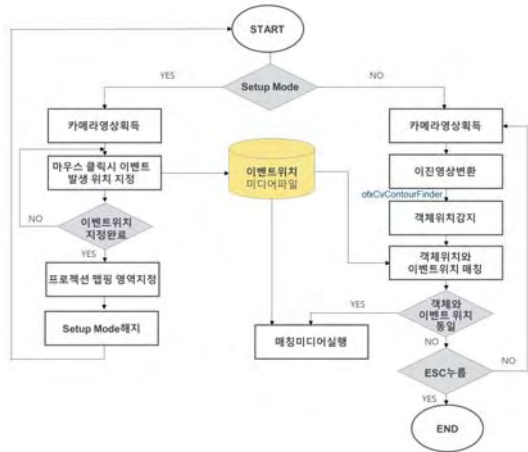 START
Setup Mode
YES
NO
카메라영상획득
마우스 클릭시 이벤트
발생 위치 지정
이벤트위치
지정완료
NO
YES
프로젝션 맵핑 영역지정
Setup Mode해지
이벤트위치
미디어파일
카메라영상획득
이진영상변환
ofxCvContourFinder
객체위치감지
객체위치와
이벤트위치 매칭
객체와
이벤트 위치
동일
YES
매칭미디어실행
NO
ESC누름
NO
YES
END